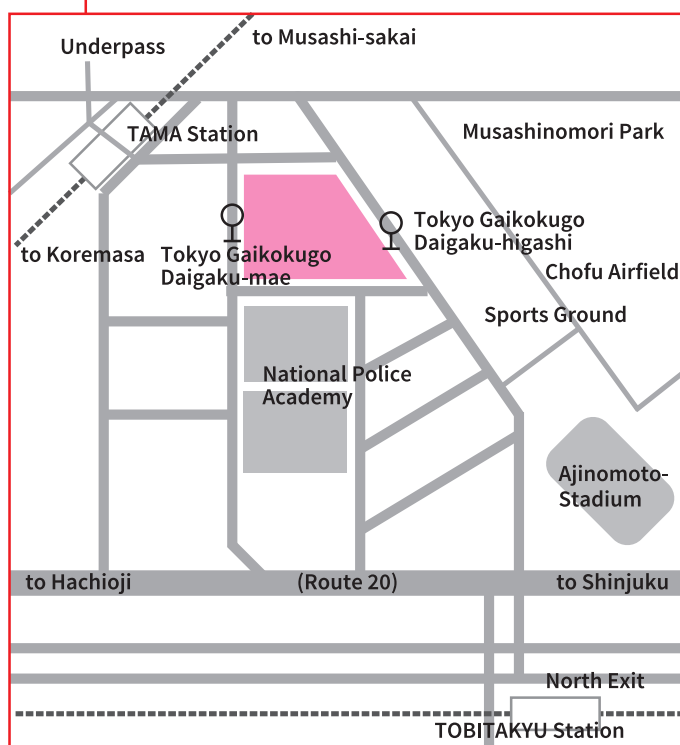 to Musashi-sakai
Underpass
TAMA Station
Musashinomori Park
Tokyo Gaikokugo
Daigaku-higashi
to Koremasa
Tokyo Gaikokugo
Daigaku-mae
Chofu Airfield
Sports Ground
National Police
Academy
Ajinomoto-
Stadium
to Hachioji
(Route 20)
to Shinjuku
North Exit
TOBITAKYU Station